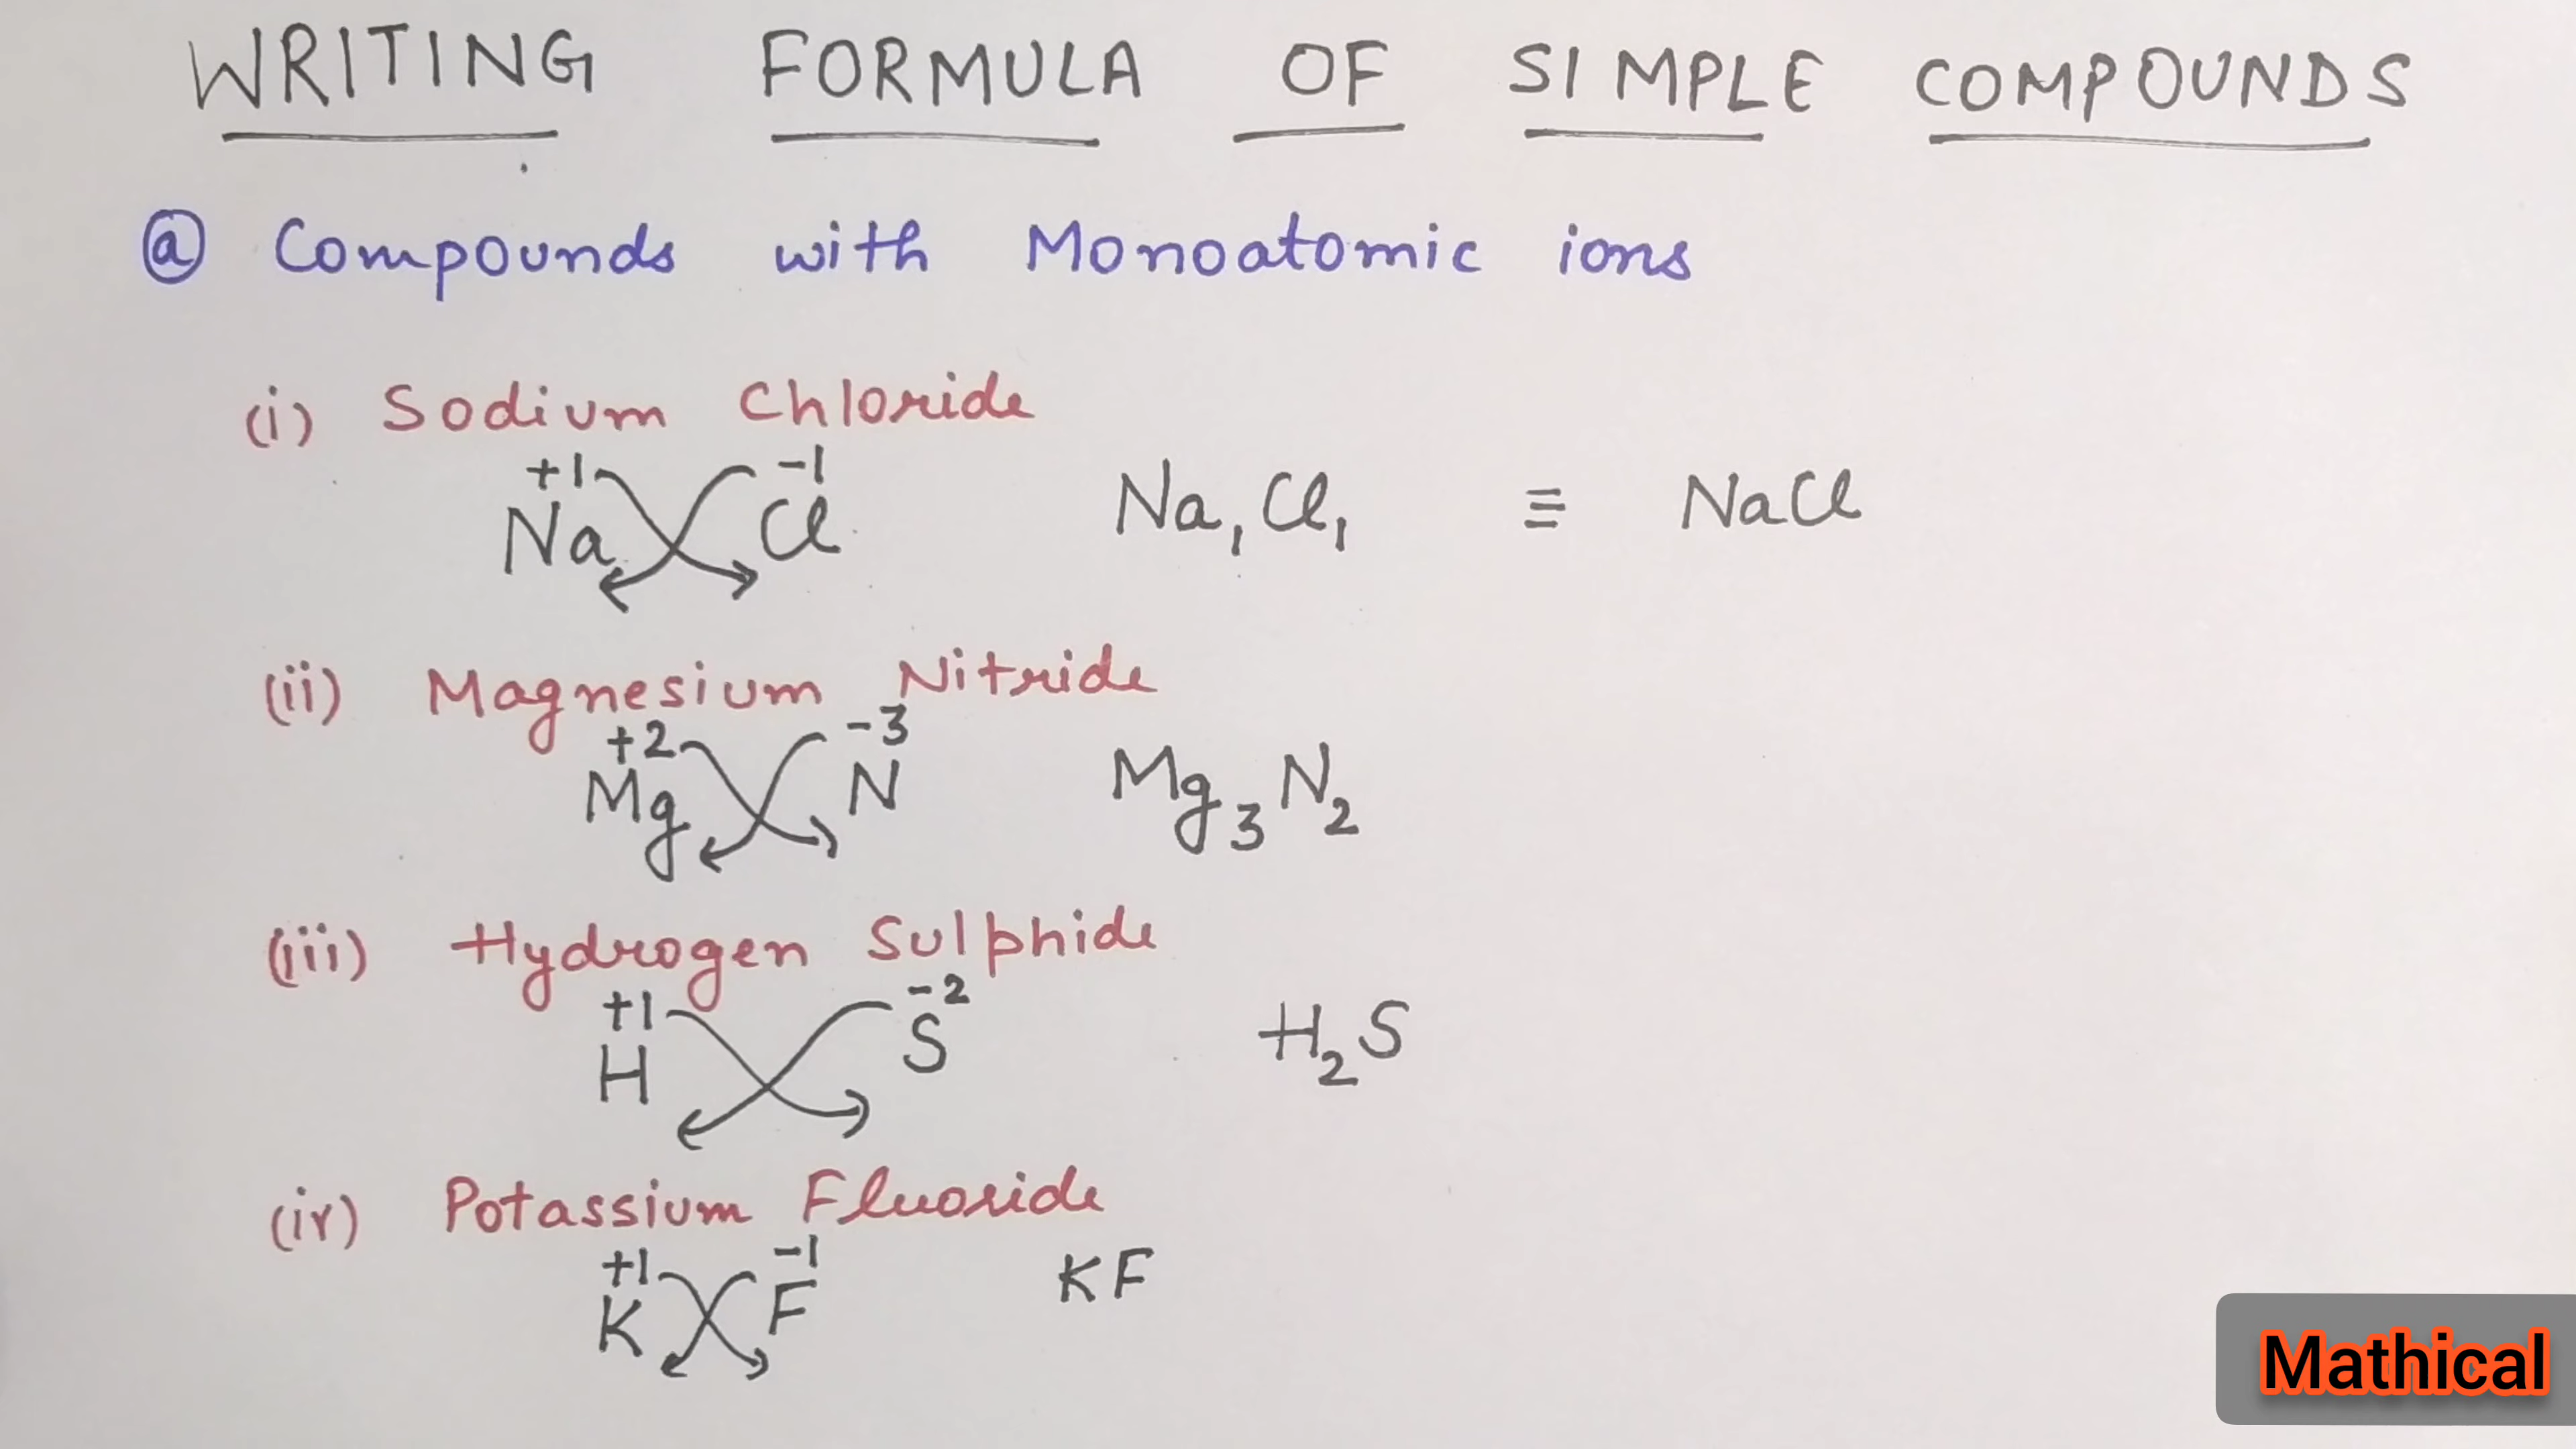 WRITING FORMULA OF SIMPLE COMPOUNDS
@ Compounds with Monoatomic ions
(i) Sodium Chloride
+1 -1
Na Cl Na₁Cl₁ ≡ NaCl
(ii) Magnesium Nitride
+2 -3
Mg N Mg₃N₂
(iii) Hydrogen Sulphide
+1 -2
H S H₂S
(iv) Potassium Fluoride
+1 -1
K F KF
Mathical